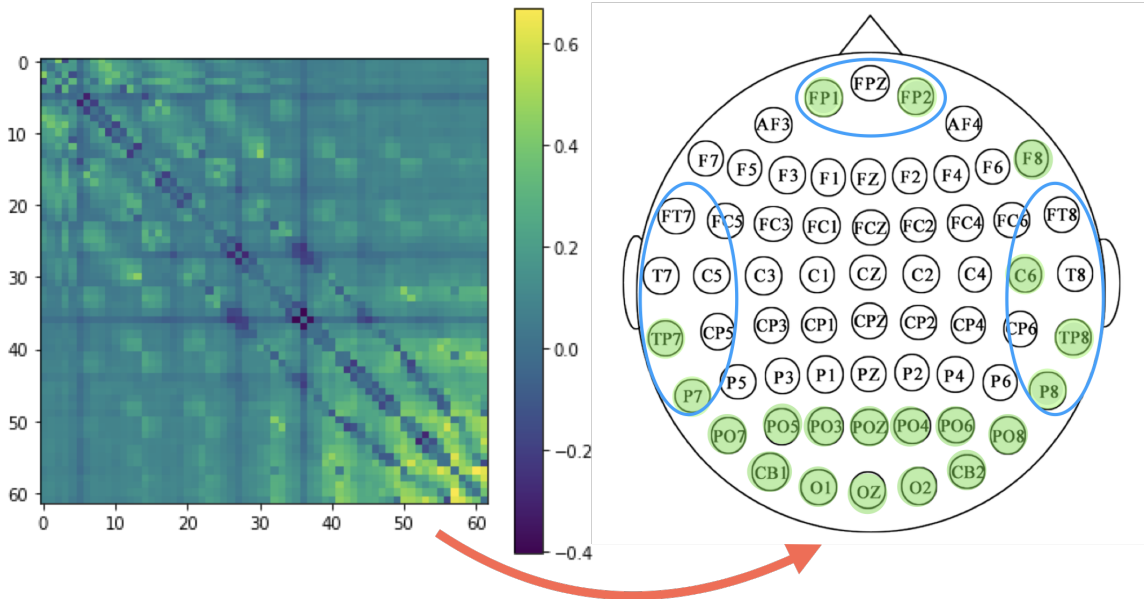 0
10
20
30
40
50
60
0 10 20 30 40 50 60
0.6
0.4
0.2
0.0
−0.2
−0.4
FP1 FPZ FP2
AF3 AF4
F7 F5 F3 F1 FZ F2 F4 F6 F8
FT7 FC5 FC3 FC1 FCZ FC2 FC4 FC6 FT8
T7 C5 C3 C1 CZ C2 C4 C6 T8
TP7 CP5 CP3 CP1 CPZ CP2 CP4 CP6 TP8
P7 P5 P3 P1 PZ P2 P4 P6 P8
PO7 PO5 PO3 POZ PO4 PO6 PO8
CB1 O1 OZ O2 CB2